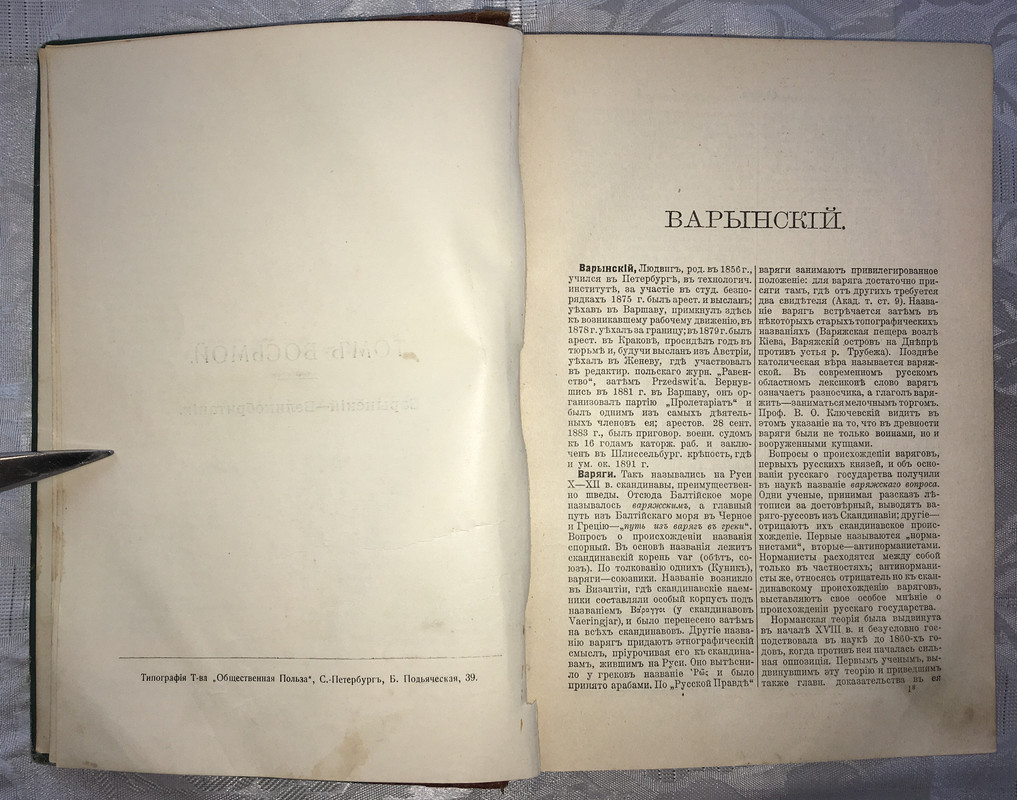 Типографія Т-ва „Общественная Польза“, С.-Петербургъ, Б. Подьяческая, 39.
ВАРЫНСКІЙ.
Варынскій, Людвигъ, род. въ 1856 г.,
учился въ Петербургѣ, въ технологич.
институтѣ, за участіе въ студ. безпо-
рядкахъ 1875 г. былъ арест. и высланъ;
уѣхавъ въ Варшаву, примкнулъ здѣсь
къ возникавшему рабочему движенію, въ
1878 г. уѣхалъ за границу; въ 1879 г. былъ
арест. въ Краковѣ, просидѣлъ годъ въ
тюрьмѣ и, будучи высланъ изъ Австріи,
уѣхалъ въ Женеву, гдѣ участвовалъ
въ редактир. польскаго журн. „Равен-
ство“, затѣмъ Przedswit'a. Вернув-
шись въ 1881 г. въ Варшаву, онъ ор-
ганизовалъ партію „Пролетаріатъ“ и
былъ однимъ изъ самыхъ дѣятель-
ныхъ членовъ ея; арестов. 28 сент.
1883 г., былъ приговор. военн. судомъ
къ 16 годамъ каторж. раб. и заклю-
ченъ въ Шлиссельбург. крѣпость, гдѣ
и ум. ок. 1891 г.
Варяги. Такъ назывались на Руси
X—XII в. скандинавы, преимуществен-
но шведы. Отсюда Балтійское море
называлось варяжскимъ, а главный
путь изъ Балтійскаго моря въ Черное
и Грецію—„путь изъ варягъ въ греки“.
Вопросъ о происхожденіи названія
спорный. Въ основѣ названія лежитъ
скандинавскій корень var (обѣтъ, со-
юзъ). По толкованію однихъ (Куникъ),
варяги—союзники. Названіе возникло
въ Византіи, гдѣ скандинавскіе наем-
ники составляли особый корпусъ подъ
названіемъ Βάραγγοι (у скандинавовъ
Vaeringjar), и было перенесено затѣмъ
на всѣхъ скандинавовъ. Другіе назва-
нію варягъ придаютъ этнографическій
смыслъ, пріурочивая его къ скандина-
вамъ, жившимъ на Руси. Оно вытѣсни-
ло у грековъ названіе Ῥῶς и было
принято арабами. По „Русской Правдѣ“
варяги занимаютъ привилегированное
положеніе: для варяга достаточно при-
сяги тамъ, гдѣ отъ другихъ требуется
два свидѣтеля (Акад. т. ст. 9). Назва-
ніе варягъ встрѣчается затѣмъ въ
нѣкоторыхъ старыхъ топографическихъ
названіяхъ (Варяжская пещера возлѣ
Кіева, Варяжскій островъ на Днѣпрѣ
противъ устья р. Трубежа). Позднѣе
католическая вѣра называется варяж-
ской. Въ современномъ русскомъ
областномъ лексиконѣ слово варягъ
означаетъ разносчика, а глаголъ варя-
жить—заниматься мелочнымъ торгомъ.
Проф. В. О. Ключевскій видитъ въ
этомъ указаніе на то, что въ древности
варяги были не только воинами, но и
вооруженными купцами.
Вопросы о происхожденіи варяговъ,
первыхъ русскихъ князей, и объ осно-
ваніи русскаго государства получили
въ наукѣ названіе варяжскаго вопроса.
Одни ученые, принимая разсказъ лѣ-
тописи за достовѣрный, выводятъ ва-
ряго-руссовъ изъ Скандинавіи; другіе—
отрицаютъ ихъ скандинавское проис-
хожденіе. Первые называются „норма-
нистами“, вторые—антинорманистами.
Норманисты расходятся между собой
только въ частностяхъ; антинормани-
сты же, относясь отрицательно къ скан-
динавскому происхожденію варяговъ,
выставляютъ свое особое мнѣніе о
происхожденіи русскаго государства.
Норманская теорія была выдвинута
въ началѣ XVIII в. и безусловно гос-
подствовала въ наукѣ до 1860-хъ го-
довъ, когда противъ нея началась силь-
ная оппозиція. Первымъ ученымъ, вы-
двинувшимъ эту теорію и приведшимъ
также главн. доказательства въ ея
1*